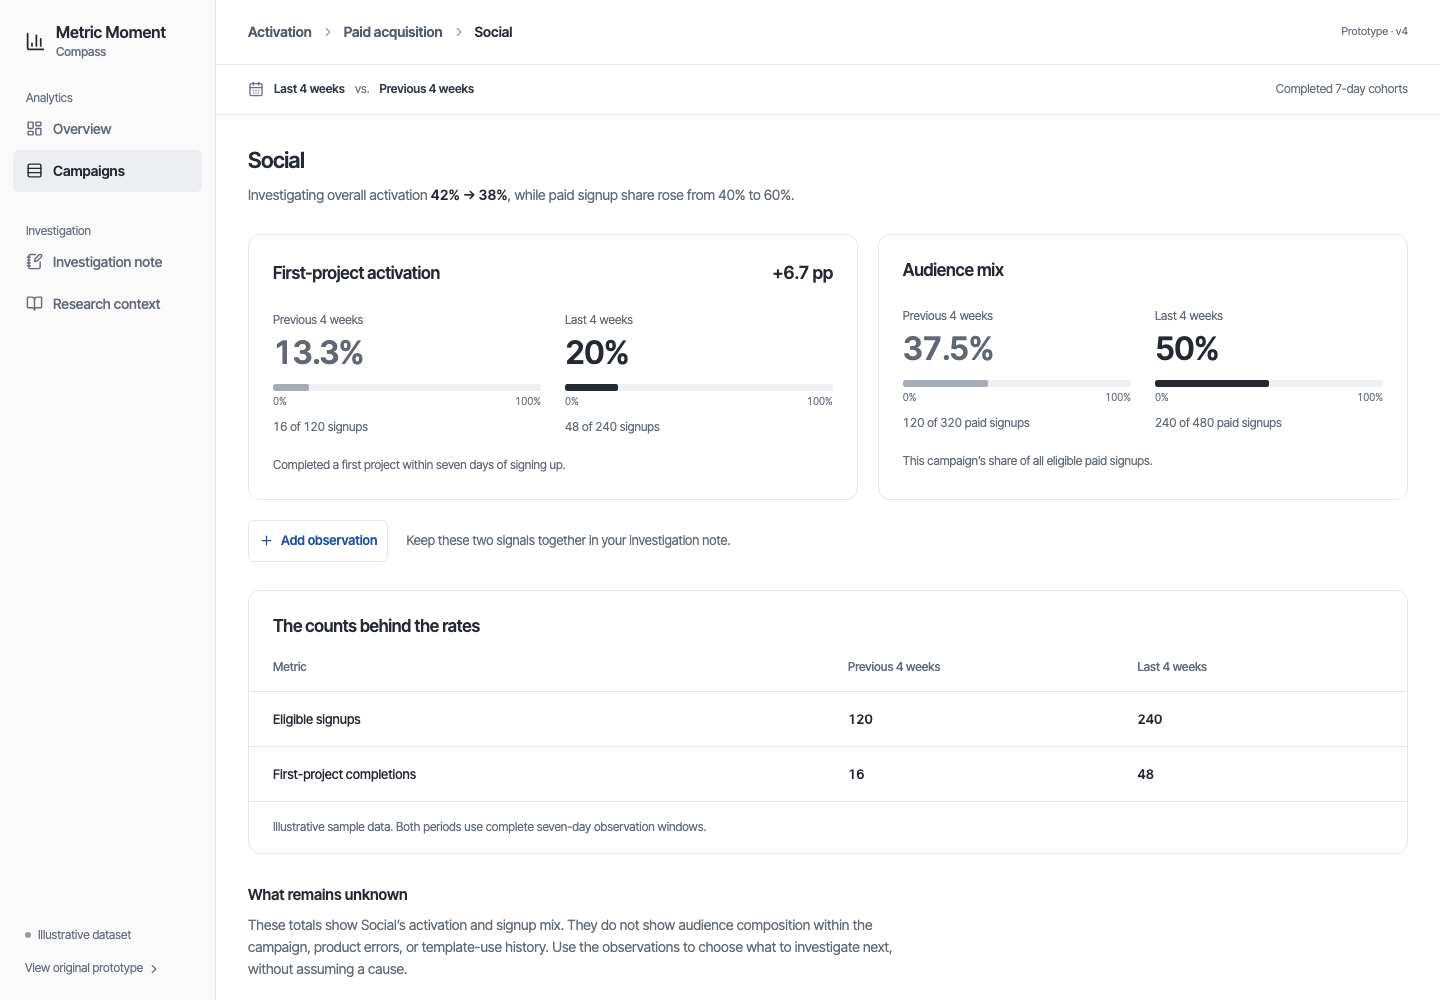 Metric Moment
Compass
Analytics
Overview
Campaigns
Investigation
Investigation note
Research context
Illustrative dataset
View original prototype
Activation > Paid acquisition > Social
Prototype · v4
Last 4 weeks vs. Previous 4 weeks
Completed 7-day cohorts
Social
Investigating overall activation 42% → 38%, while paid signup share rose from 40% to 60%.
First-project activation +6.7 pp
Previous 4 weeks Last 4 weeks
13.3% 20%
0% 100% 0% 100%
16 of 120 signups 48 of 240 signups
Completed a first project within seven days of signing up.
Audience mix
Previous 4 weeks Last 4 weeks
37.5% 50%
0% 100% 0% 100%
120 of 320 paid signups 240 of 480 paid signups
This campaign’s share of all eligible paid signups.
+ Add observation
Keep these two signals together in your investigation note.
The counts behind the rates
Metric Previous 4 weeks Last 4 weeks
Eligible signups 120 240
First-project completions 16 48
Illustrative sample data. Both periods use complete seven-day observation windows.
What remains unknown
These totals show Social’s activation and signup mix. They do not show audience composition within the
campaign, product errors, or template-use history. Use the observations to choose what to investigate next,
without assuming a cause.